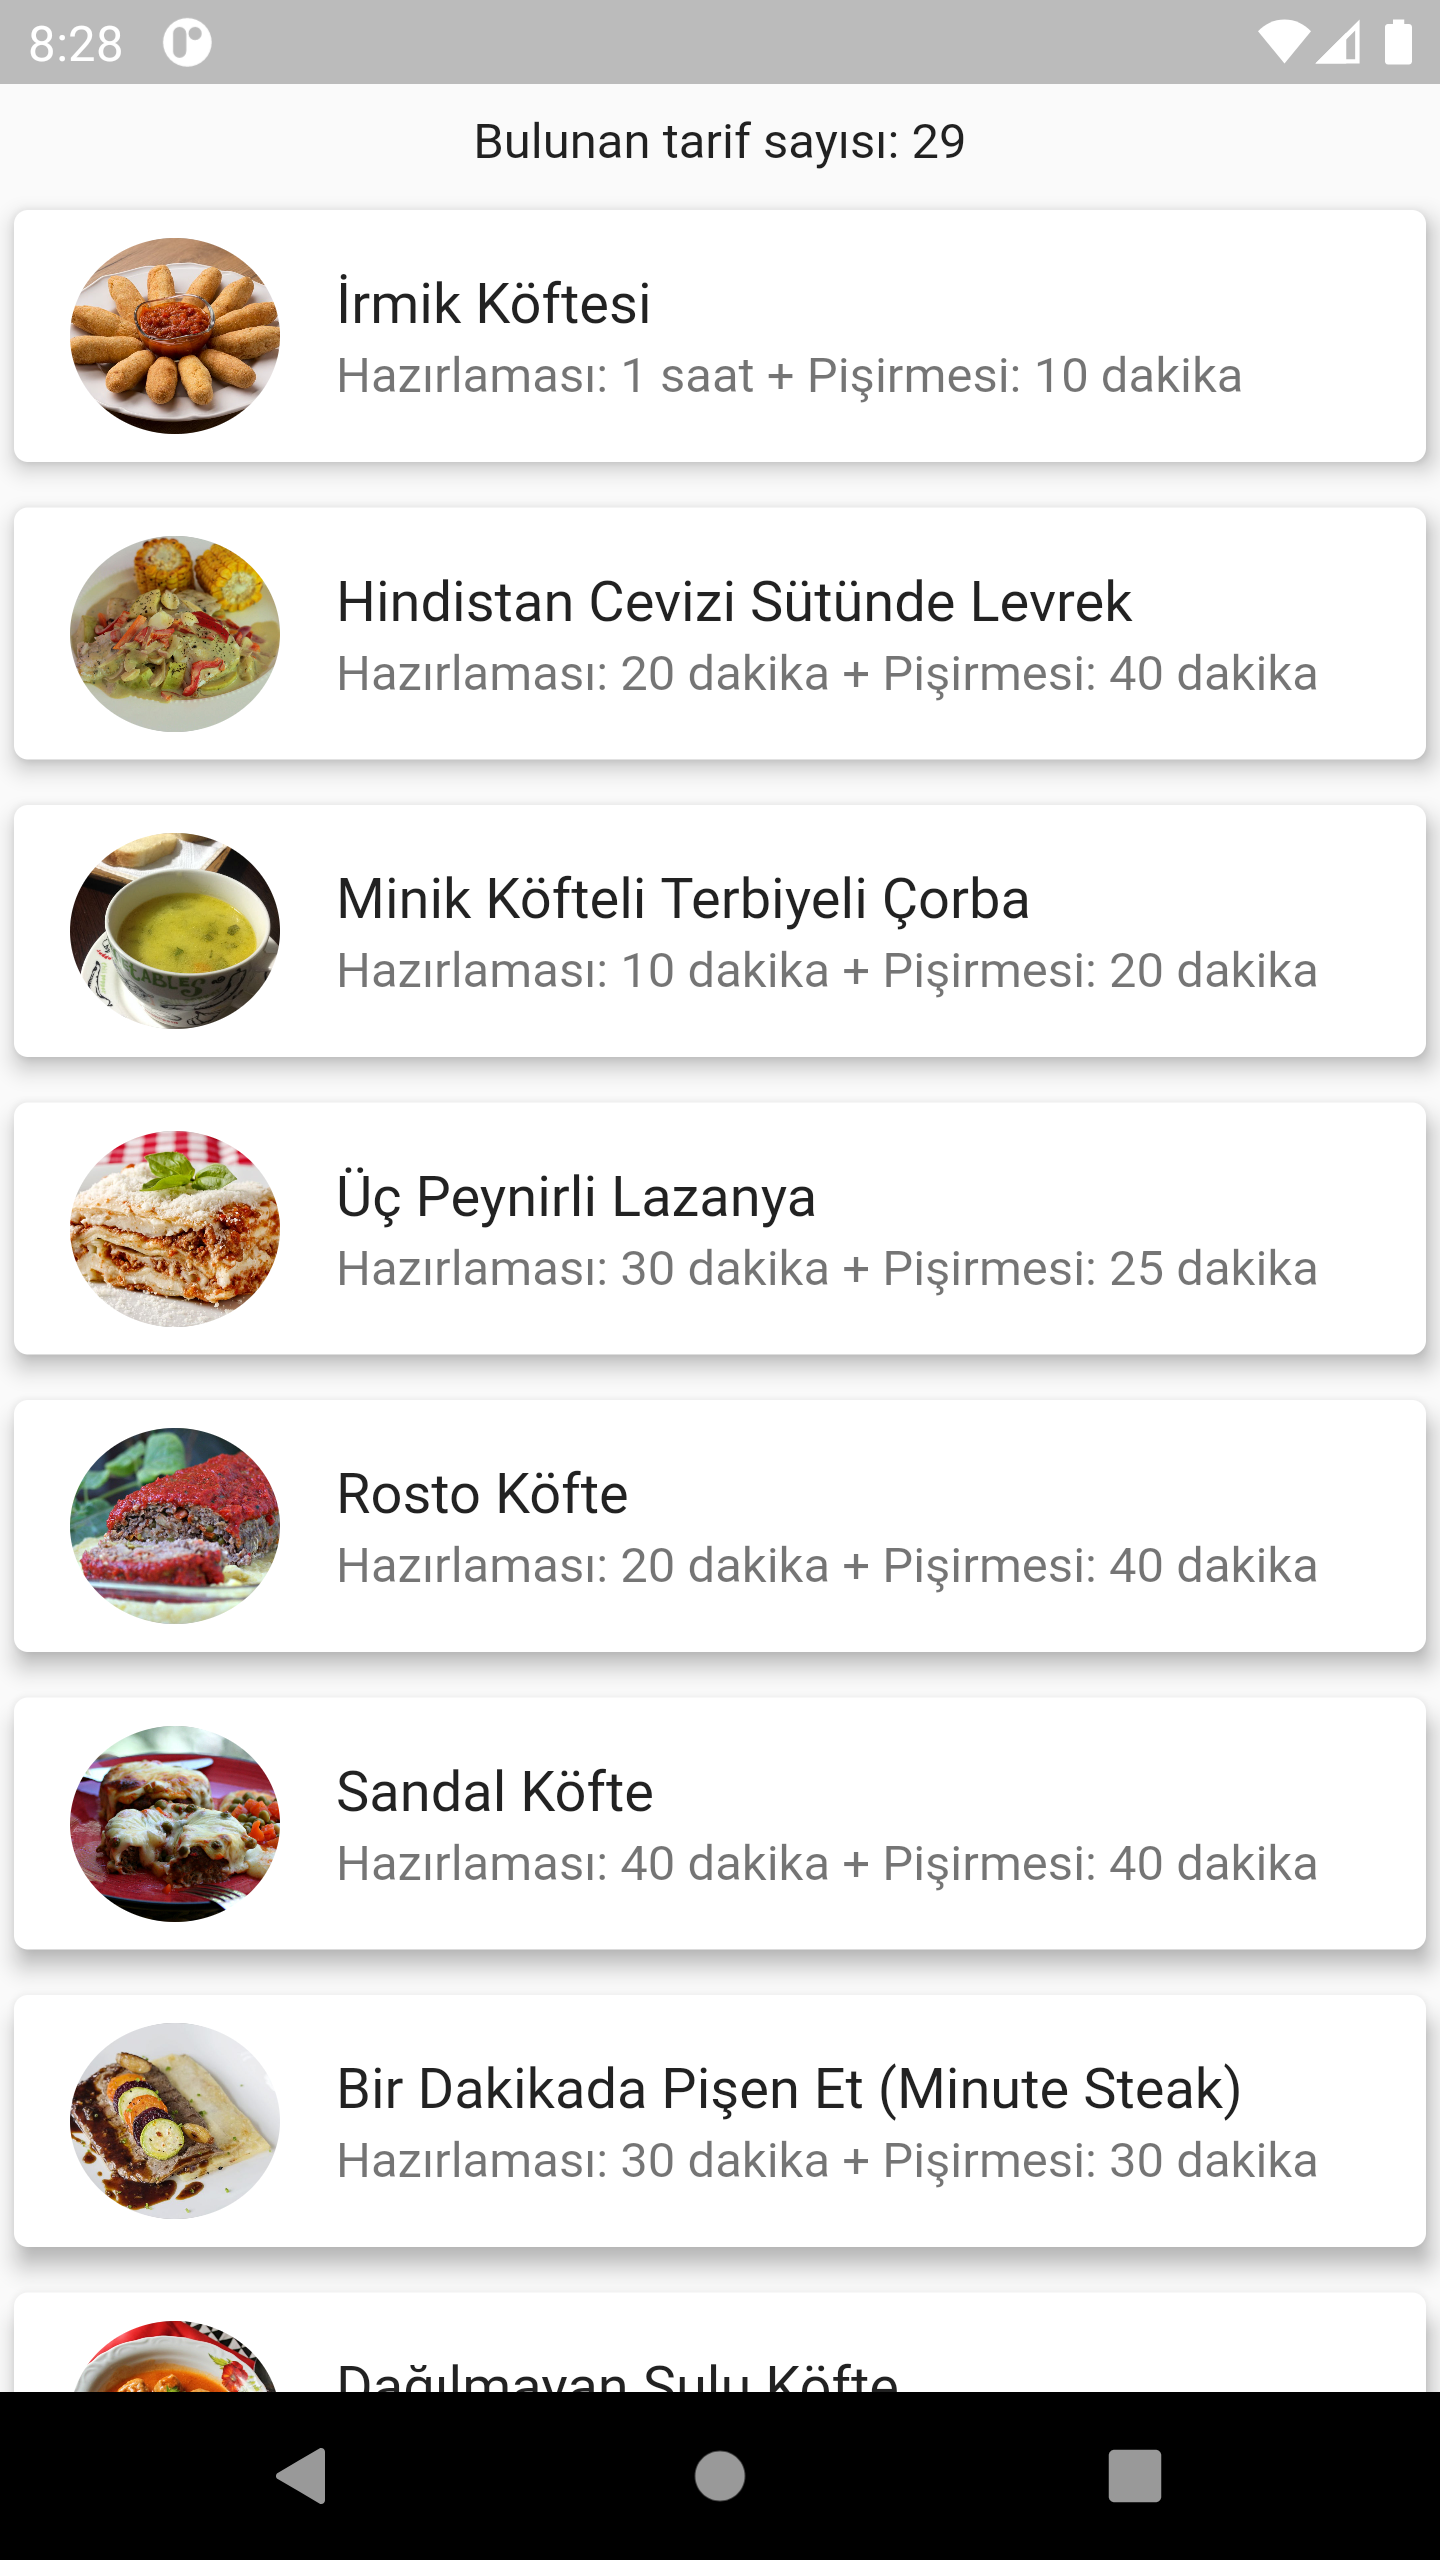 8:28
Bulunan tarif sayısı: 29
İrmik Köftesi
Hazırlaması: 1 saat + Pişirmesi: 10 dakika
Hindistan Cevizi Sütünde Levrek
Hazırlaması: 20 dakika + Pişirmesi: 40 dakika
Minik Köfteli Terbiyeli Çorba
Hazırlaması: 10 dakika + Pişirmesi: 20 dakika
Üç Peynirli Lazanya
Hazırlaması: 30 dakika + Pişirmesi: 25 dakika
Rosto Köfte
Hazırlaması: 20 dakika + Pişirmesi: 40 dakika
Sandal Köfte
Hazırlaması: 40 dakika + Pişirmesi: 40 dakika
Bir Dakikada Pişen Et (Minute Steak)
Hazırlaması: 30 dakika + Pişirmesi: 30 dakika
Dağılmayan Sulu Köfte